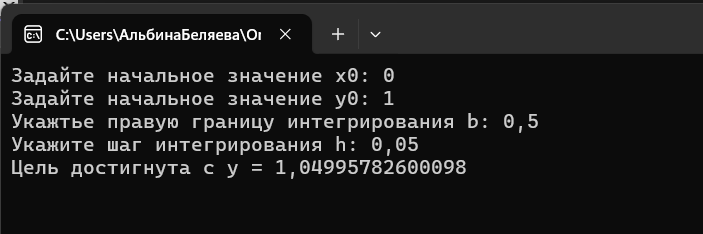 C:\Users\АльбинаБеляева\Or
Задайте начальное значение x0: 0
Задайте начальное значение y0: 1
Укажтье правую границу интегрирования b: 0,5
Укажите шаг интегрирования h: 0,05
Цель достигнута с y = 1,04995782600098